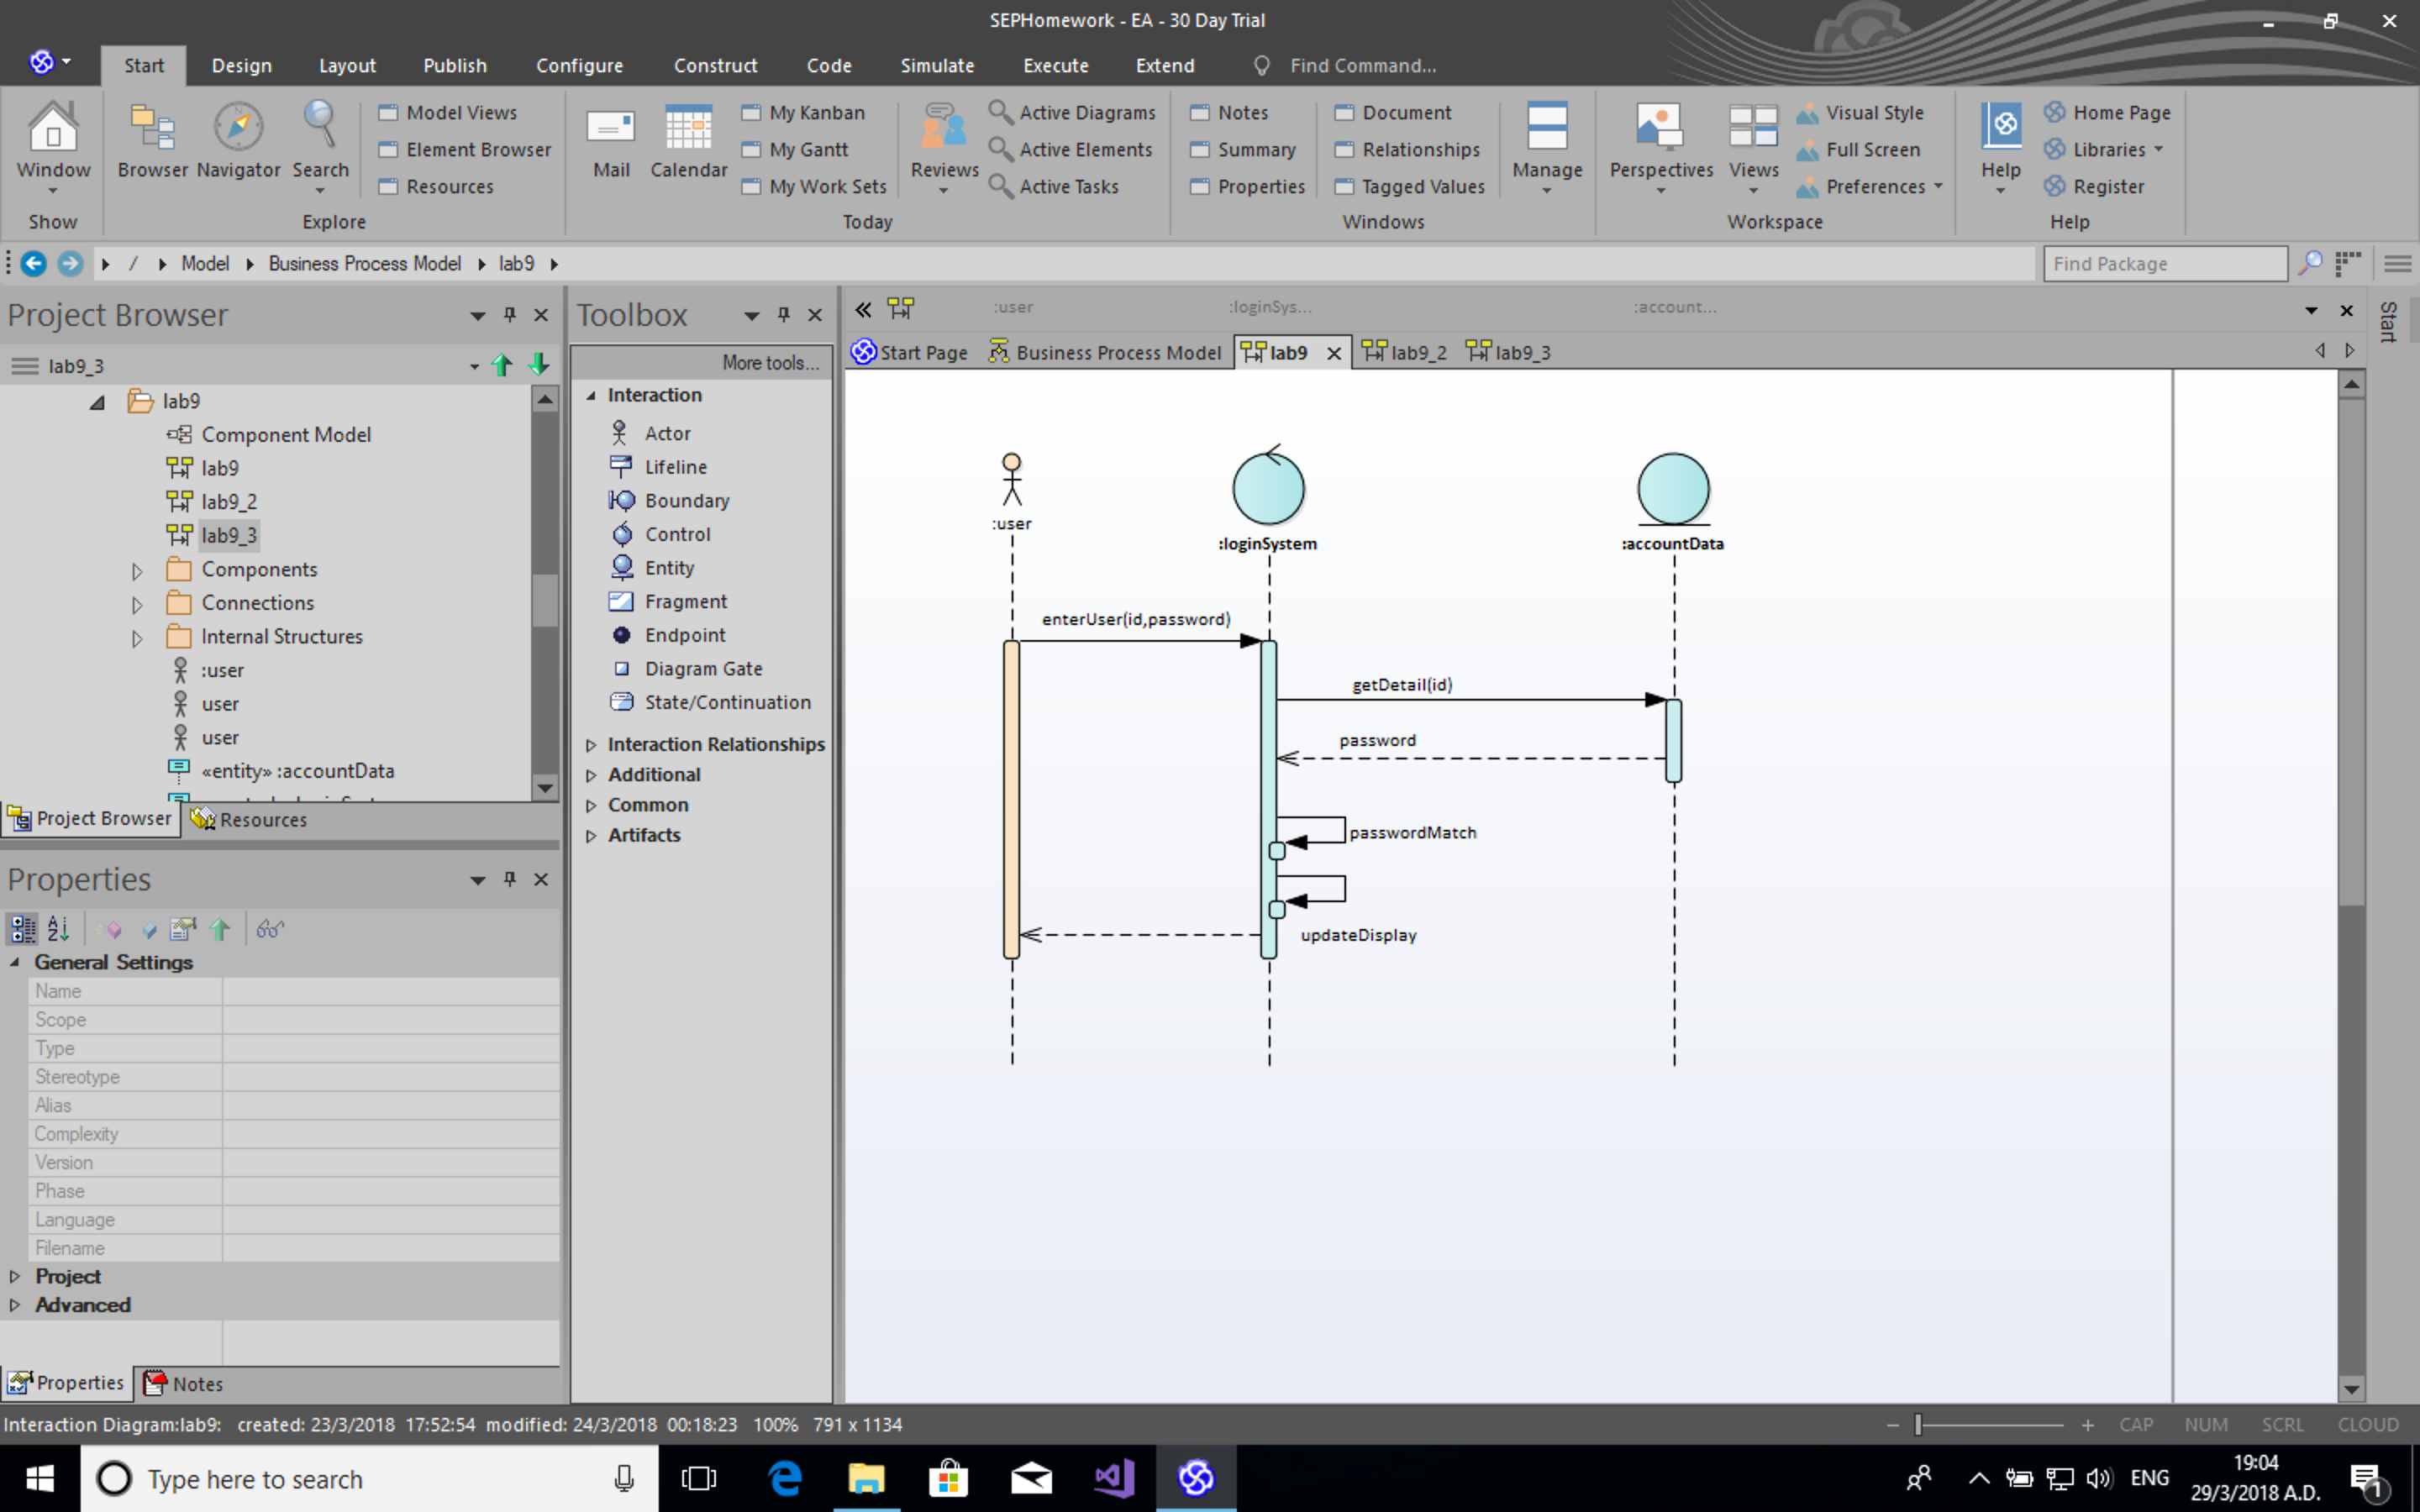 SEPHomework - EA - 30 Day Trial
Start Design Layout Publish Configure Construct Code Simulate Execute Extend Find Command...
Window
Show
Browser Navigator Search
Model Views
Element Browser
Resources
Explore
Mail Calendar
My Kanban
My Gantt
My Work Sets
Reviews
Active Diagrams
Active Elements
Active Tasks
Today
Notes
Summary
Properties
Document
Relationships
Tagged Values
Manage
Windows
Perspectives Views
Visual Style
Full Screen
Preferences
Workspace
Help
Home Page
Libraries
Register
Help
/ Model Business Process Model lab9
Find Package
Project Browser
lab9_3
lab9
Component Model
lab9
lab9_2
lab9_3
Components
Connections
Internal Structures
:user
user
user
«entity» :accountData
Project Browser Resources
Properties
General Settings
Name
Scope
Type
Stereotype
Alias
Complexity
Version
Phase
Language
Filename
Project
Advanced
Properties Notes
Toolbox
More tools...
Interaction
Actor
Lifeline
Boundary
Control
Entity
Fragment
Endpoint
Diagram Gate
State/Continuation
Interaction Relationships
Additional
Common
Artifacts
:user :loginSys... :account...
Start Page Business Process Model lab9 lab9_2 lab9_3
Start
:user
:loginSystem
:accountData
enterUser(id,password)
getDetail(id)
password
passwordMatch
updateDisplay
Interaction Diagram:lab9: created: 23/3/2018 17:52:54 modified: 24/3/2018 00:18:23 100% 791 x 1134
CAP NUM SCRL CLOUD
Type here to search
ENG
19:04
29/3/2018 A.D.
1